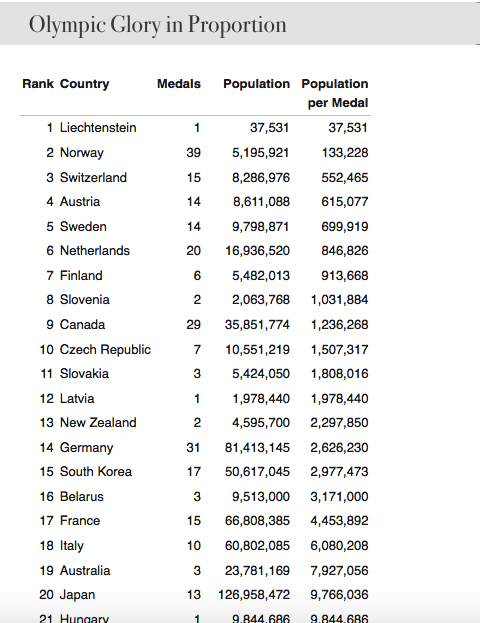 Olympic Glory in Proportion
Rank Country Medals Population Population
per Medal
1 Liechtenstein 1 37,531 37,531
2 Norway 39 5,195,921 133,228
3 Switzerland 15 8,286,976 552,465
4 Austria 14 8,611,088 615,077
5 Sweden 14 9,798,871 699,919
6 Netherlands 20 16,936,520 846,826
7 Finland 6 5,482,013 913,668
8 Slovenia 2 2,063,768 1,031,884
9 Canada 29 35,851,774 1,236,268
10 Czech Republic 7 10,551,219 1,507,317
11 Slovakia 3 5,424,050 1,808,016
12 Latvia 1 1,978,440 1,978,440
13 New Zealand 2 4,595,700 2,297,850
14 Germany 31 81,413,145 2,626,230
15 South Korea 17 50,617,045 2,977,473
16 Belarus 3 9,513,000 3,171,000
17 France 15 66,808,385 4,453,892
18 Italy 10 60,802,085 6,080,208
19 Australia 3 23,781,169 7,927,056
20 Japan 13 126,958,472 9,766,036
21 Hungary 1 9,844,686 9,844,686